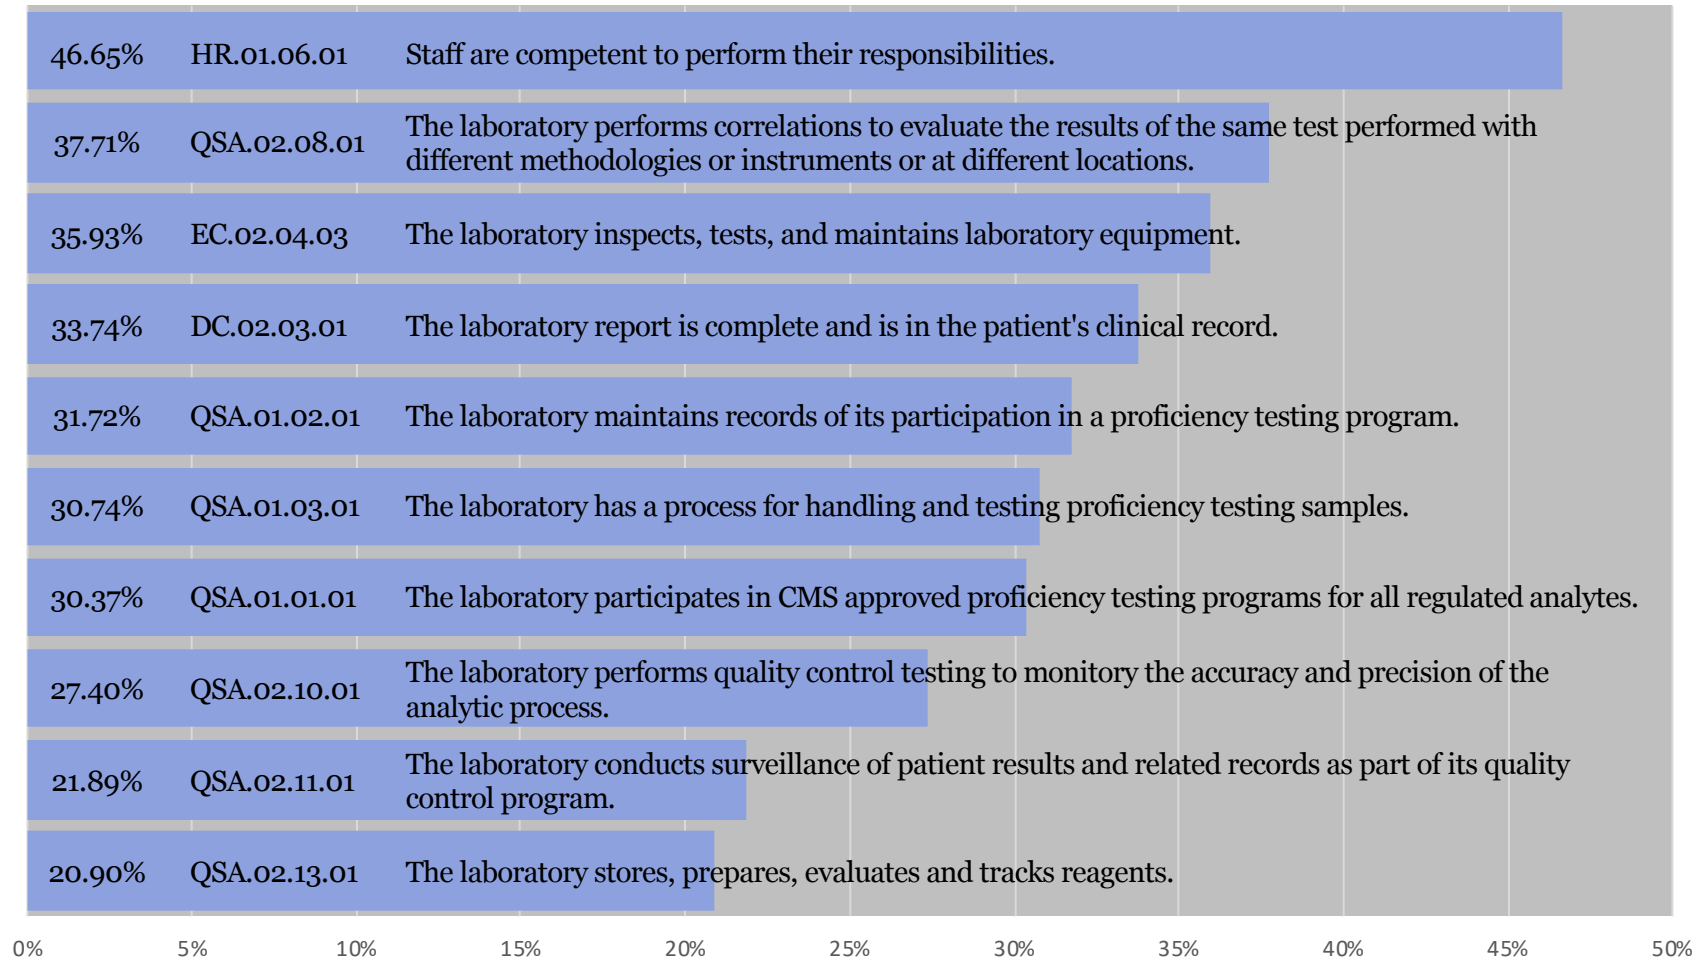 46.65% HR.01.06.01 Staff are competent to perform their responsibilities.
37.71% QSA.02.08.01 The laboratory performs correlations to evaluate the results of the same test performed with
different methodologies or instruments or at different locations.
35.93% EC.02.04.03 The laboratory inspects, tests, and maintains laboratory equipment.
33.74% DC.02.03.01 The laboratory report is complete and is in the patient's clinical record.
31.72% QSA.01.02.01 The laboratory maintains records of its participation in a proficiency testing program.
30.74% QSA.01.03.01 The laboratory has a process for handling and testing proficiency testing samples.
30.37% QSA.01.01.01 The laboratory participates in CMS approved proficiency testing programs for all regulated analytes.
27.40% QSA.02.10.01 The laboratory performs quality control testing to monitory the accuracy and precision of the
analytic process.
21.89% QSA.02.11.01 The laboratory conducts surveillance of patient results and related records as part of its quality
control program.
20.90% QSA.02.13.01 The laboratory stores, prepares, evaluates and tracks reagents.
0% 5% 10% 15% 20% 25% 30% 35% 40% 45% 50%